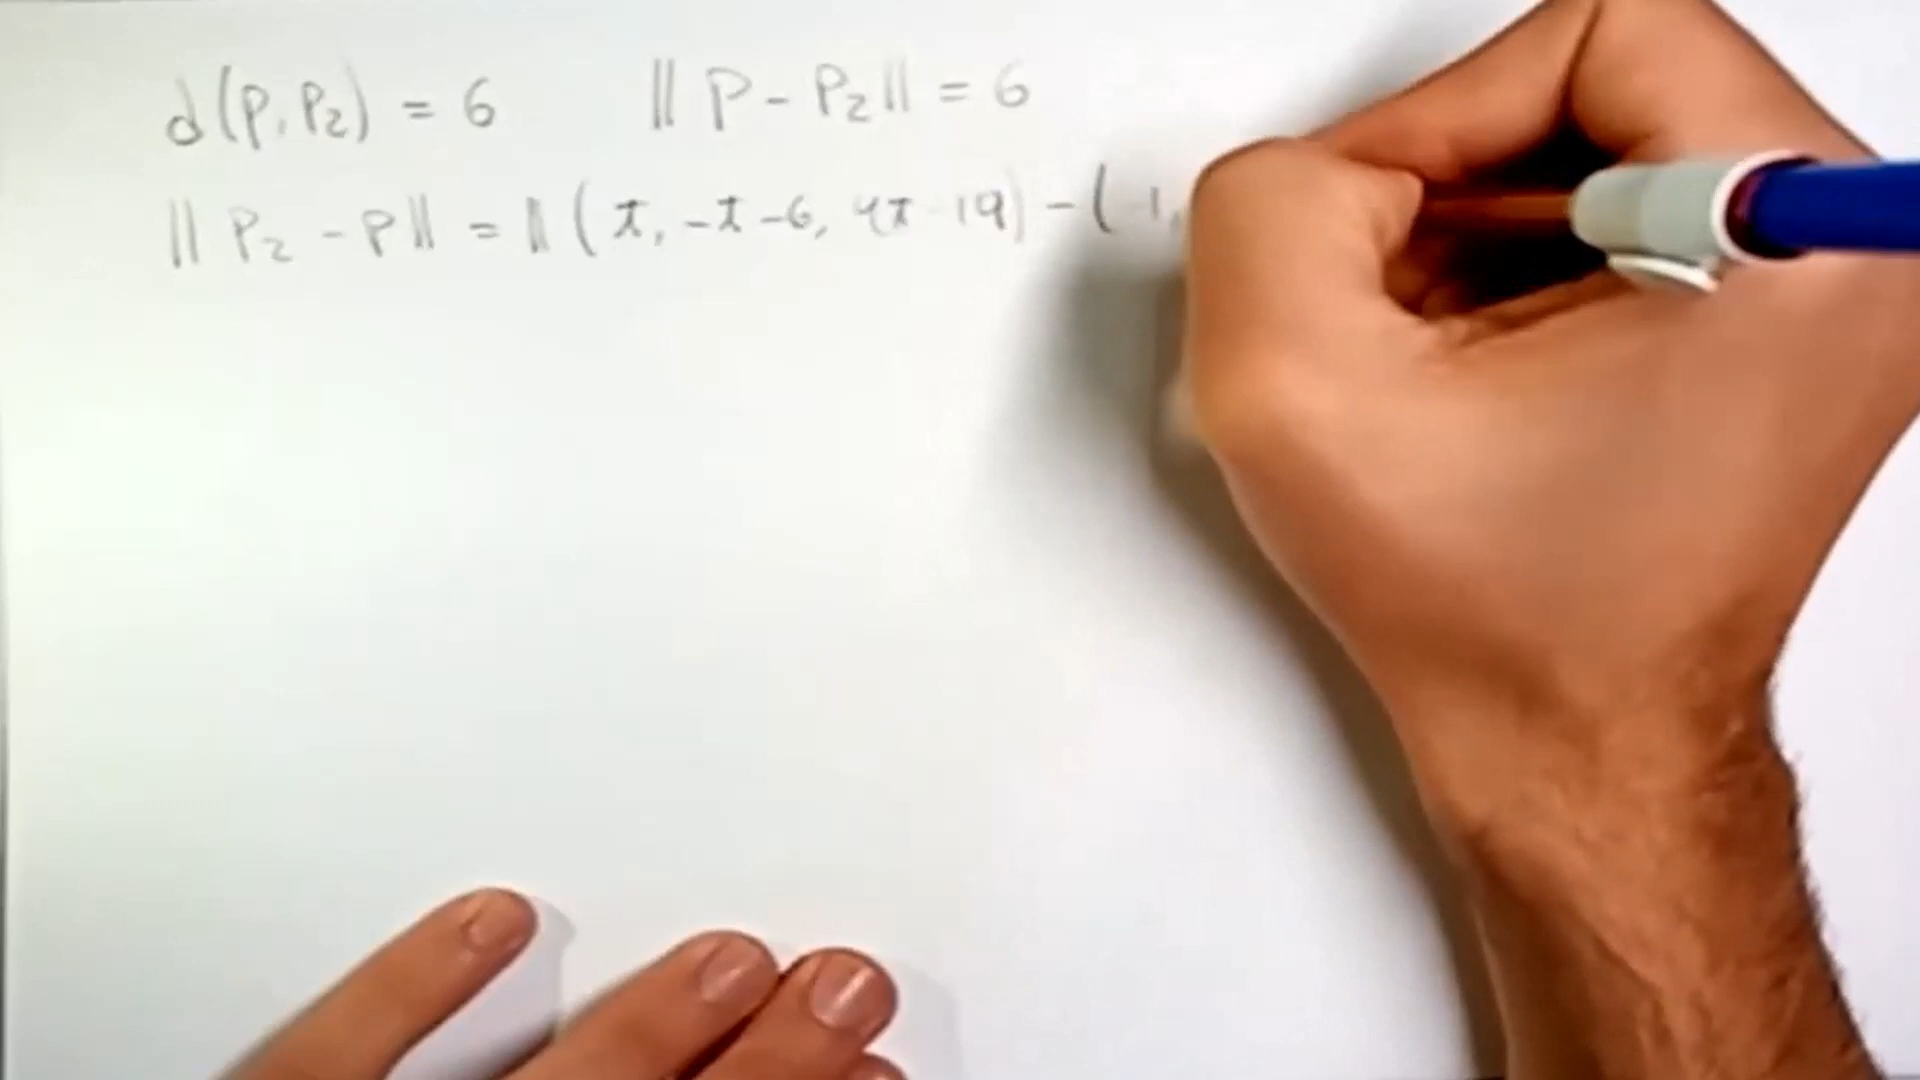 d(P, P₂) = 6 || P - P₂ || = 6
|| P₂ - P || = || (x, -x-6, 4x-19) - (-1,